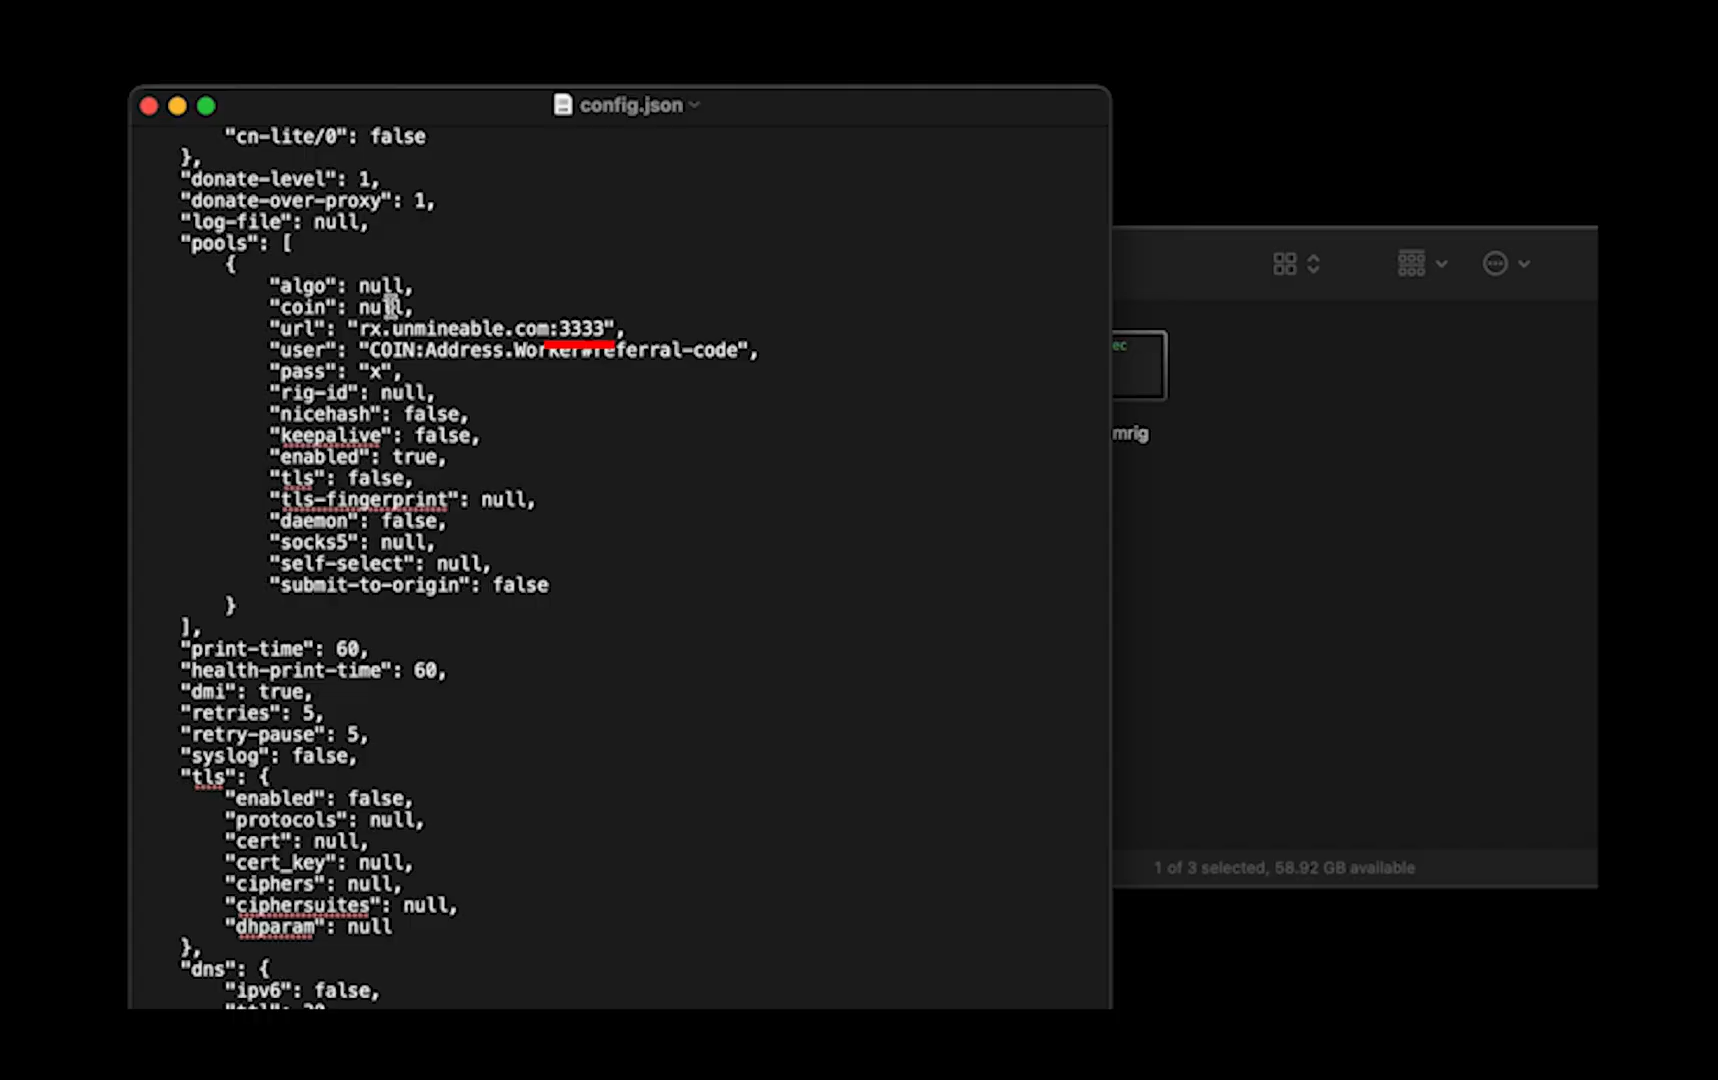 config.json
"cn-lite/0": false
},
"donate-level": 1,
"donate-over-proxy": 1,
"log-file": null,
"pools": [
{
"algo": null,
"coin": null,
"url": "rx.unmineable.com:3333",
"user": "COIN:Address.Worker#referral-code",
"pass": "x",
"rig-id": null,
"nicehash": false,
"keepalive": false,
"enabled": true,
"tls": false,
"tls-fingerprint": null,
"daemon": false,
"socks5": null,
"self-select": null,
"submit-to-origin": false
}
],
"print-time": 60,
"health-print-time": 60,
"dmi": true,
"retries": 5,
"retry-pause": 5,
"syslog": false,
"tls": {
"enabled": false,
"protocols": null,
"cert": null,
"cert_key": null,
"ciphers": null,
"ciphersuites": null,
"dhparam": null
},
"dns": {
"ipv6": false,
ec
mrig
1 of 3 selected, 58.92 GB available